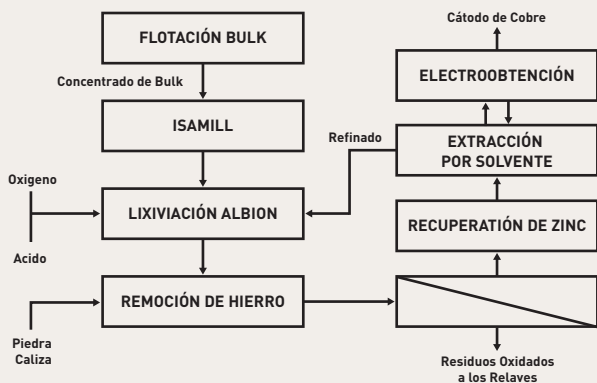 FLOTACIÓN BULK
Concentrado de Bulk
ISAMILL
Oxigeno
Acido
LIXIVIACIÓN ALBION
Piedra
Caliza
REMOCIÓN DE HIERRO
Cátodo de Cobre
ELECTROOBTENCIÓN
Refinado
EXTRACCIÓN
POR SOLVENTE
RECUPERATIÓN DE ZINC
Residuos Oxidados
a los Relaves